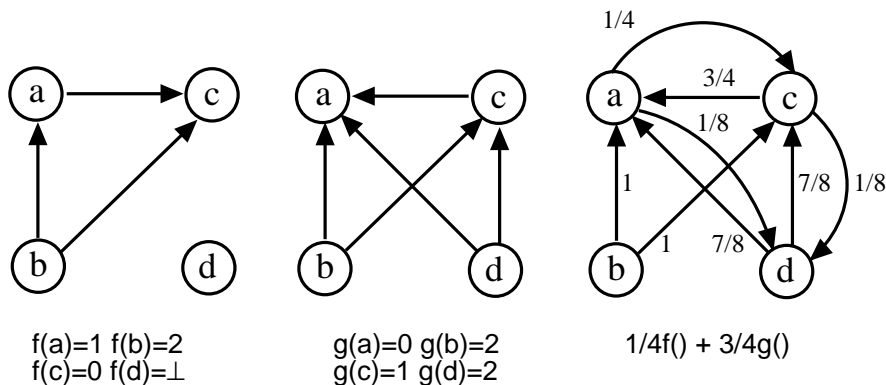 1/4
a
c
a
c
a
3/4
c
1/8
1
7/8
1/8
b
d
b
d
b
1
7/8
d
f(a)=1 f(b)=2
f(c)=0 f(d)=⊥
g(a)=0 g(b)=2
g(c)=1 g(d)=2
1/4f() + 3/4g()